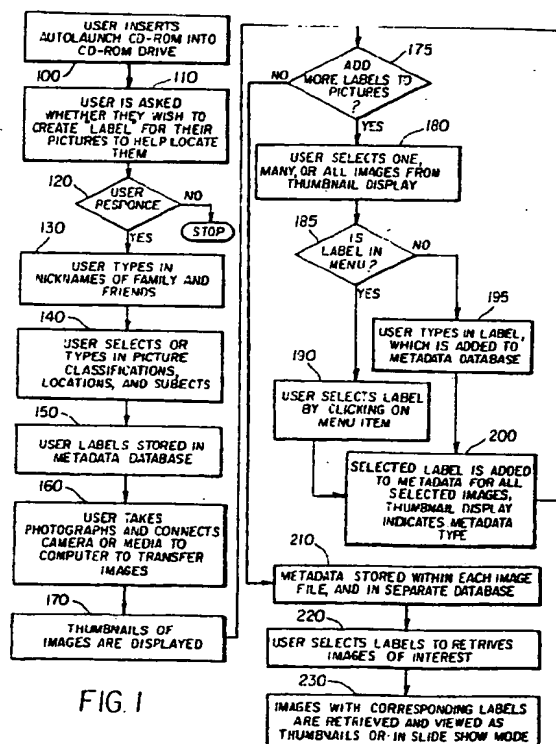 USER INSERTS
AUTOLAUNCH CD-ROM INTO
CD-ROM DRIVE
100
110
USER IS ASKED
WHETHER THEY WISH TO
CREATE "LABEL" FOR THEIR
PICTURES TO HELP LOCATE
THEM
120
USER
RESPONCE
NO
STOP
YES
130
USER TYPES IN
NICKNAMES OF FAMILY AND
FRIENDS
140
USER SELECTS OR
TYPES IN PICTURE
CLASSIFICATIONS,
LOCATIONS, AND SUBECTS
150
USER LABELS STORED IN
METADATA DATABASE
160
USER TAKES
PHOTOGRAPHS AND CONNECTS
CAMERA OR MEDIA TO
COMPUTER TO TRANSFER
IMAGES
170
THUMBNAILS OF
IMAGES ARE DISPLAYED
FIG. 1
175
ADD
MORE LABELS TO
PICTURES
?
NO
YES
180
USER SELECTS ONE,
MANY, OR ALL IMAGES FROM
THUMBNAIL DISPLAY
185
IS
LABEL IN
MENU ?
NO
YES
195
USER TYPES IN LABEL,
WHICH IS ADDED TO
METADATA DATABASE
190
USER SELECTS LABEL
BY CLICKING ON
MENU ITEM
200
SELECTED LABEL IS ADDED
TO METADATA FOR ALL
SELECTED IMAGES,
THUMBNAIL DISPLAY
INDICATES METADATA
TYPE
210
METADATA STORED WITHIN EACH IMAGE
FILE, AND IN SEPARATE DATABASE
220
USER SELECTS LABELS TO RETRIVES
IMAGES OF INTEREST
230
IMAGES WITH CORRESPONDING LABELS
ARE RETRIEVED AND VIEWED AS
THUMBNAILS OR IN SLIDE SHOW MODE